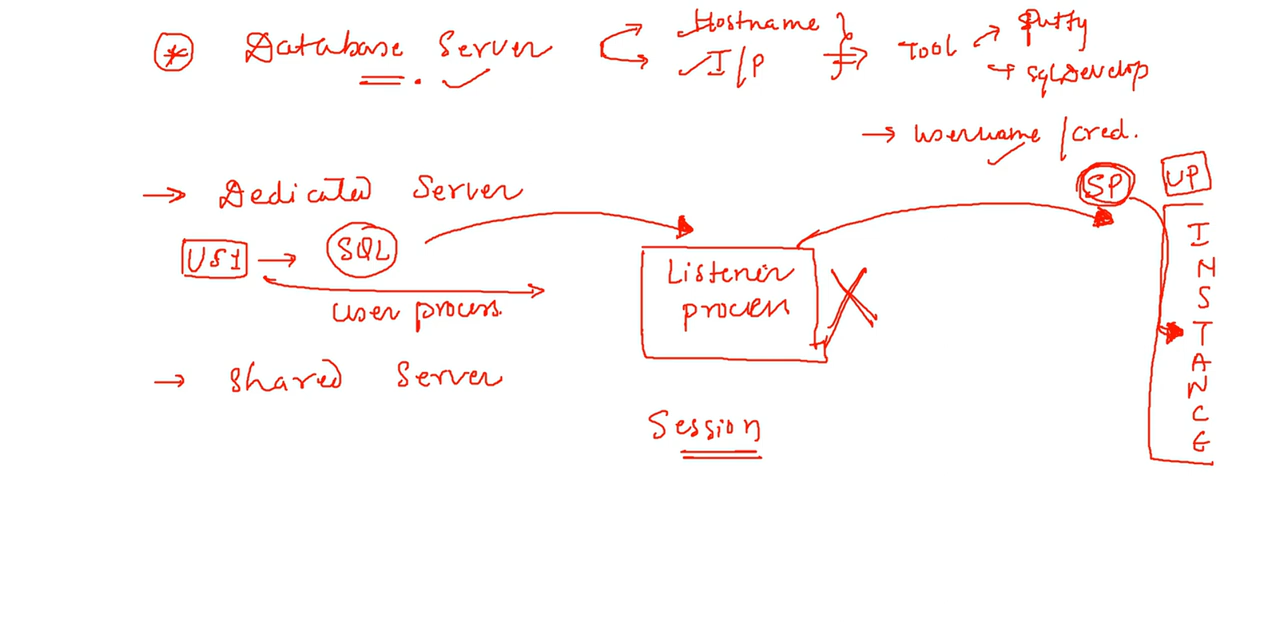 * Database Server
Hostname
I/P
Tool
Putty
sqlDevelop
username / cred.
SP
UP
Dedicated Server
US1
SQL
user process.
Listener process
INSTANCE
Shared Server
Session